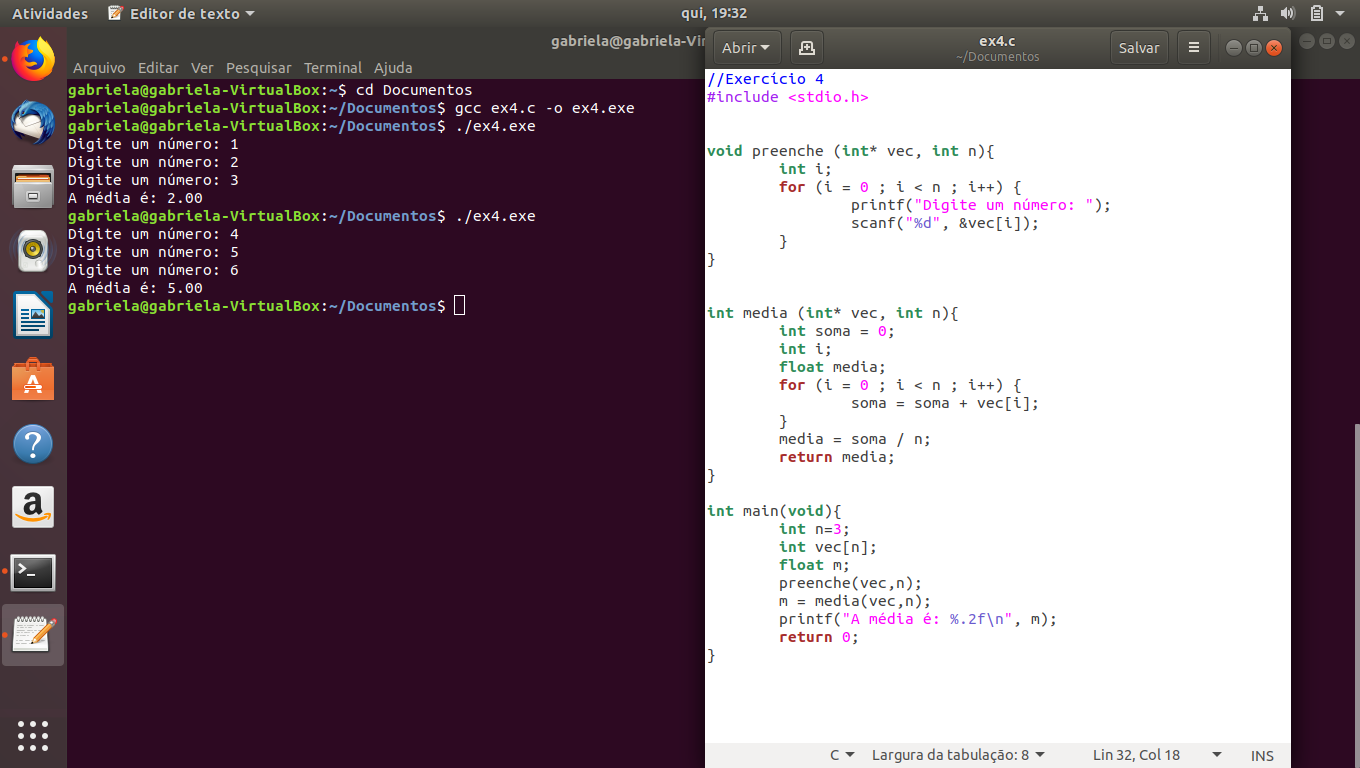 Atividades Editor de texto qui, 19:32
gabriela@gabriela-Vir
Arquivo Editar Ver Pesquisar Terminal Ajuda
gabriela@gabriela-VirtualBox:~$ cd Documentos
gabriela@gabriela-VirtualBox:~/Documentos$ gcc ex4.c -o ex4.exe
gabriela@gabriela-VirtualBox:~/Documentos$ ./ex4.exe
Digite um número: 1
Digite um número: 2
Digite um número: 3
A média é: 2.00
gabriela@gabriela-VirtualBox:~/Documentos$ ./ex4.exe
Digite um número: 4
Digite um número: 5
Digite um número: 6
A média é: 5.00
gabriela@gabriela-VirtualBox:~/Documentos$
Abrir ex4.c Salvar
~/Documentos
//Exercício 4
#include <stdio.h>
void preenche (int* vec, int n){
int i;
for (i = 0 ; i < n ; i++) {
printf("Digite um número: ");
scanf("%d", &vec[i]);
}
}
int media (int* vec, int n){
int soma = 0;
int i;
float media;
for (i = 0 ; i < n ; i++) {
soma = soma + vec[i];
}
media = soma / n;
return media;
}
int main(void){
int n=3;
int vec[n];
float m;
preenche(vec,n);
m = media(vec,n);
printf("A média é: %.2f\n", m);
return 0;
}
C Largura da tabulação: 8 Lin 32, Col 18 INS